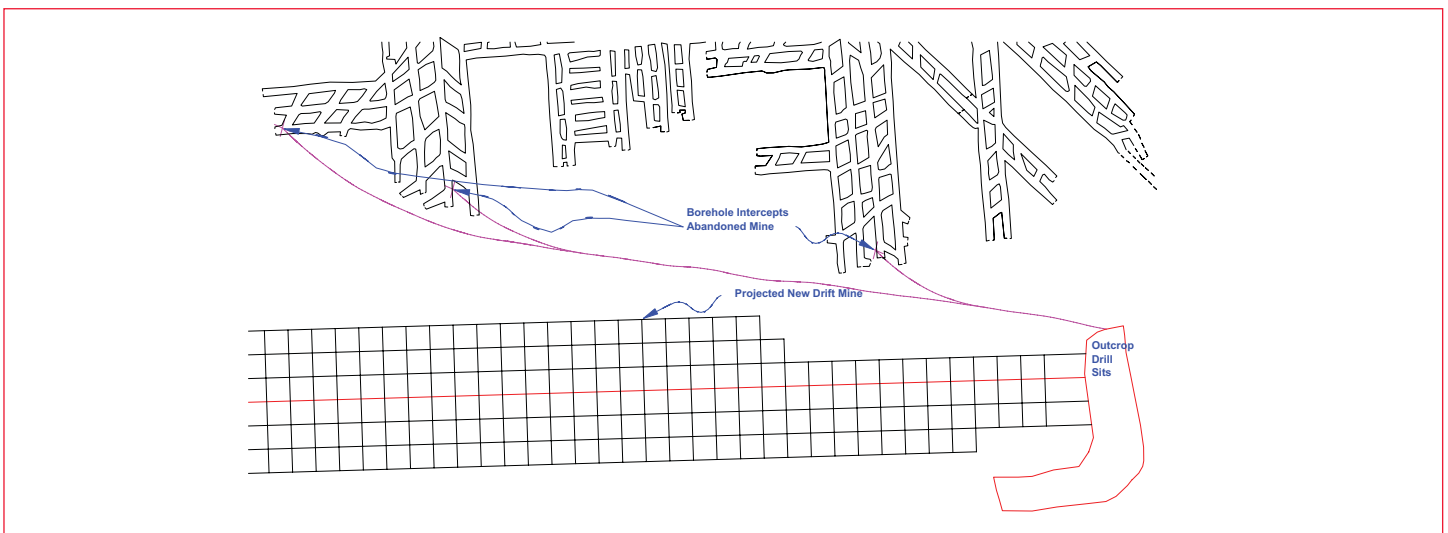 Borehole Intercepts
Abandoned Mine
Projected New Drift Mine
Outcrop
Drill
Sits